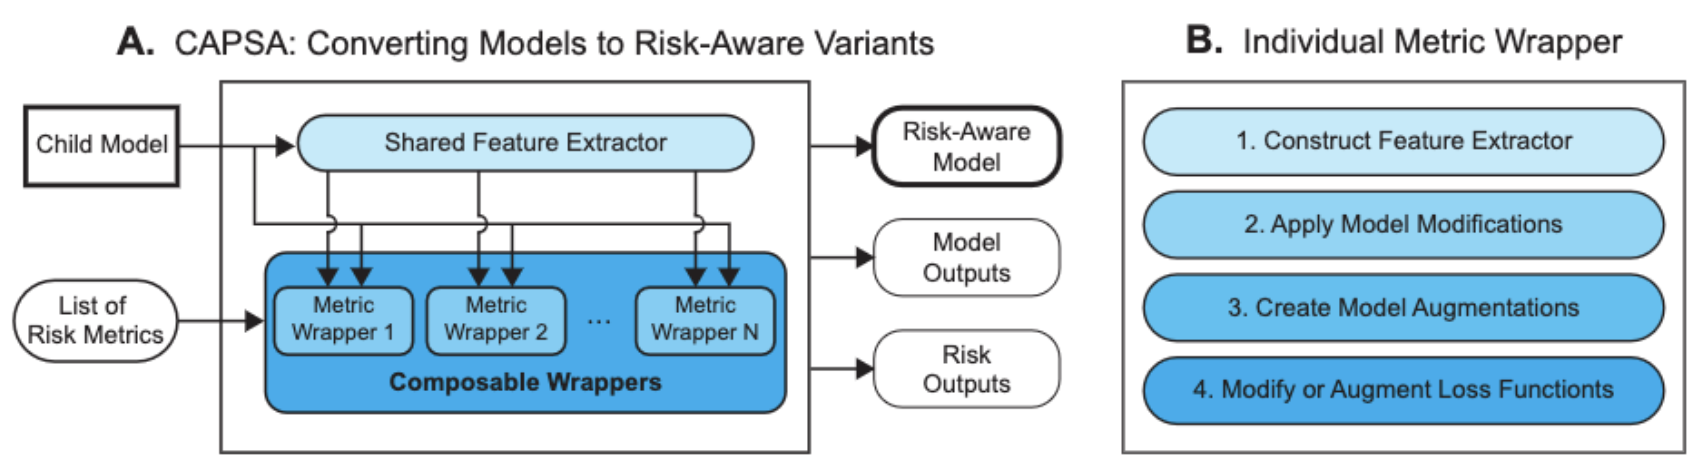 A. CAPSA: Converting Models to Risk-Aware Variants
Child Model
Shared Feature Extractor
List of
Risk Metrics
Metric
Wrapper 1
Metric
Wrapper 2
...
Metric
Wrapper N
Composable Wrappers
Risk-Aware
Model
Model
Outputs
Risk
Outputs
B. Individual Metric Wrapper
1. Construct Feature Extractor
2. Apply Model Modifications
3. Create Model Augmentations
4. Modify or Augment Loss Functionts